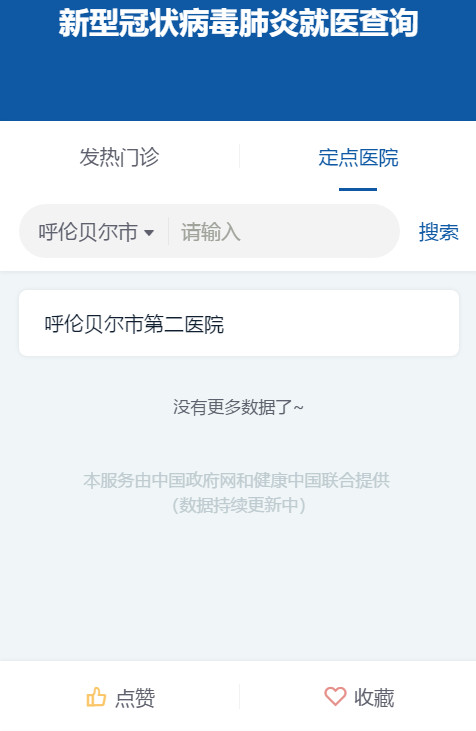 新型冠状病毒肺炎就医查询
发热门诊
定点医院
呼伦贝尔市
请输入
搜索
呼伦贝尔市第二医院
没有更多数据了~
本服务由中国政府网和健康中国联合提供
(数据持续更新中)
点赞
收藏